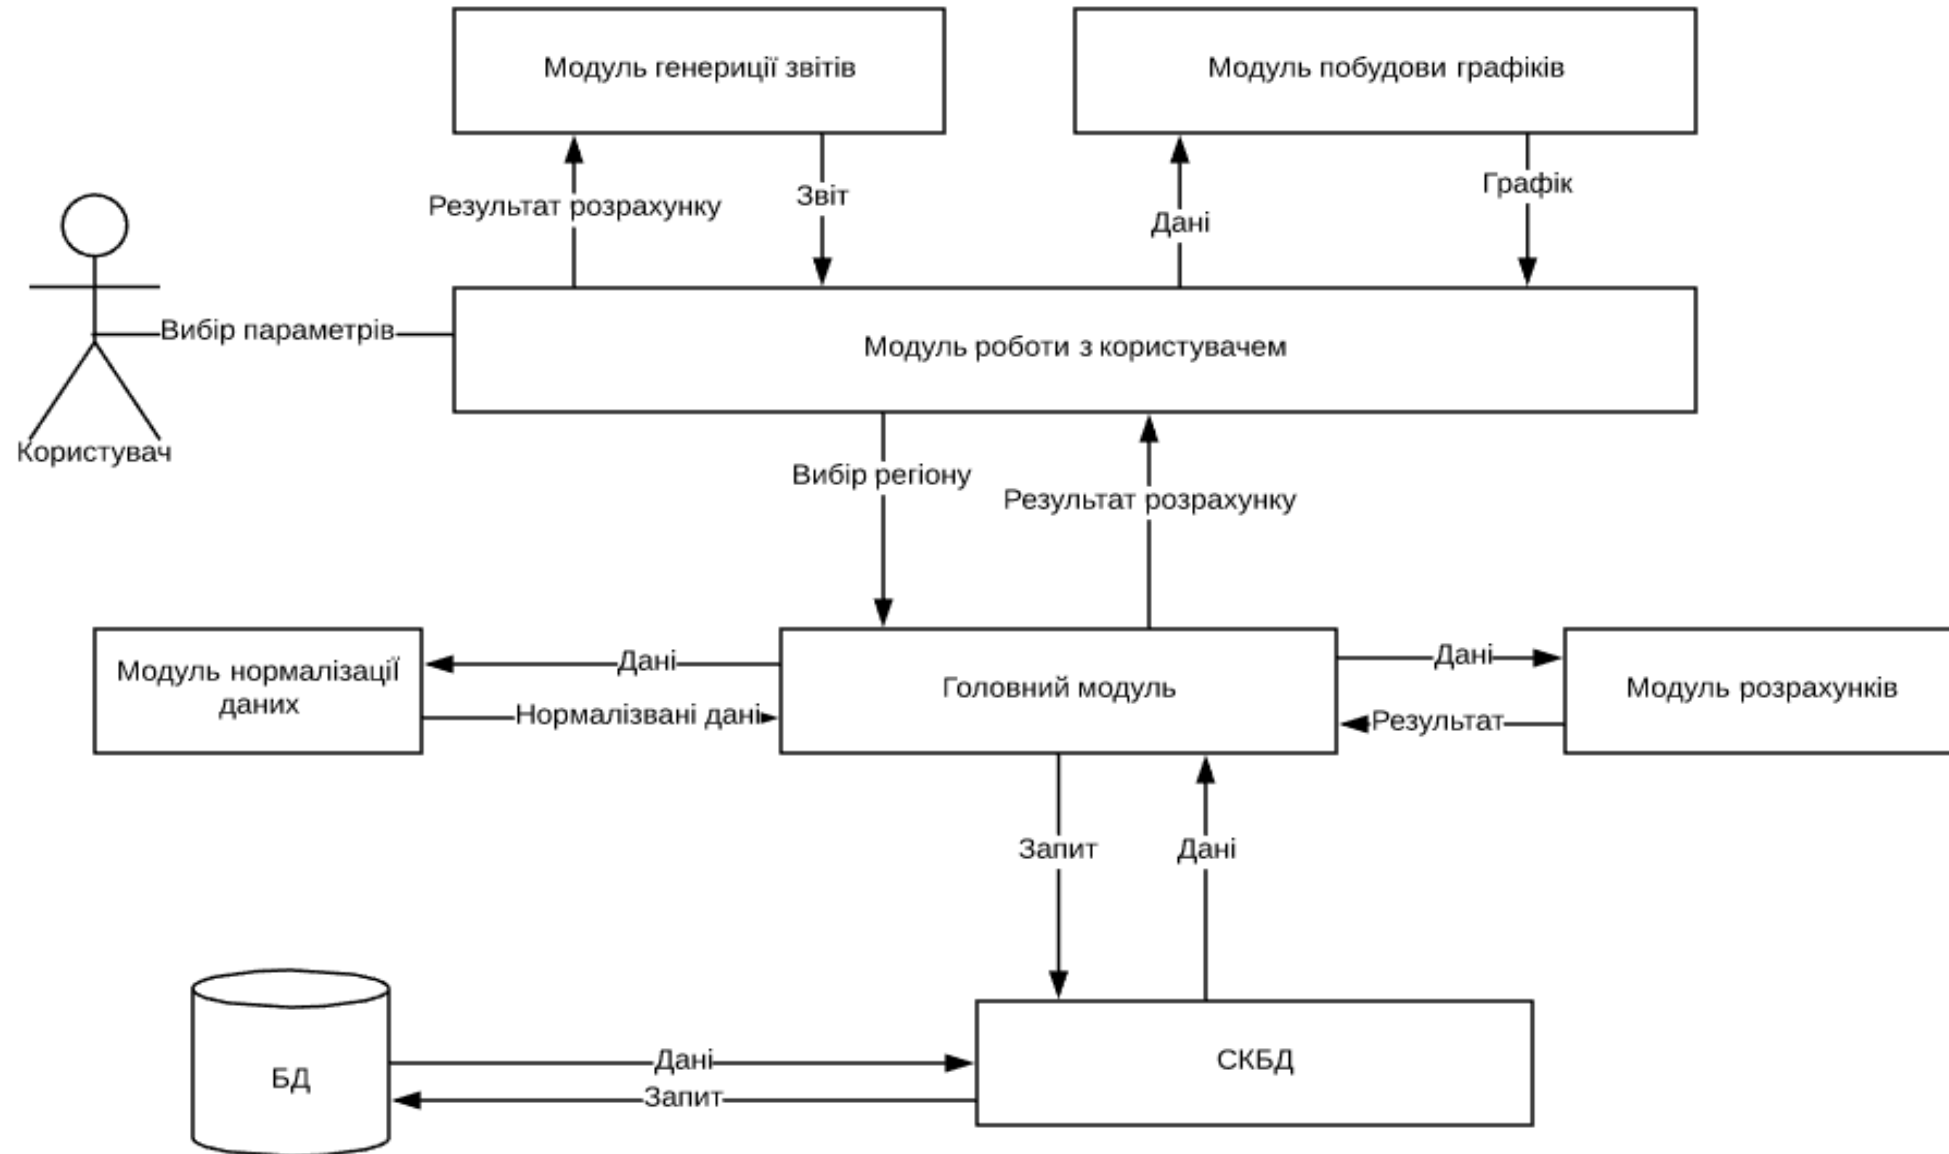 Модуль генериції звітів
Модуль побудови графіків
Результат розрахунку
Звіт
Дані
Графік
Вибір параметрів
Модуль роботи з користувачем
Користувач
Вибір регіону
Результат розрахунку
Модуль нормалізації
даних
Дані
Нормалізвані дані
Головний модуль
Дані
Результат
Модуль розрахунків
Запит
Дані
БД
Дані
Запит
СКБД